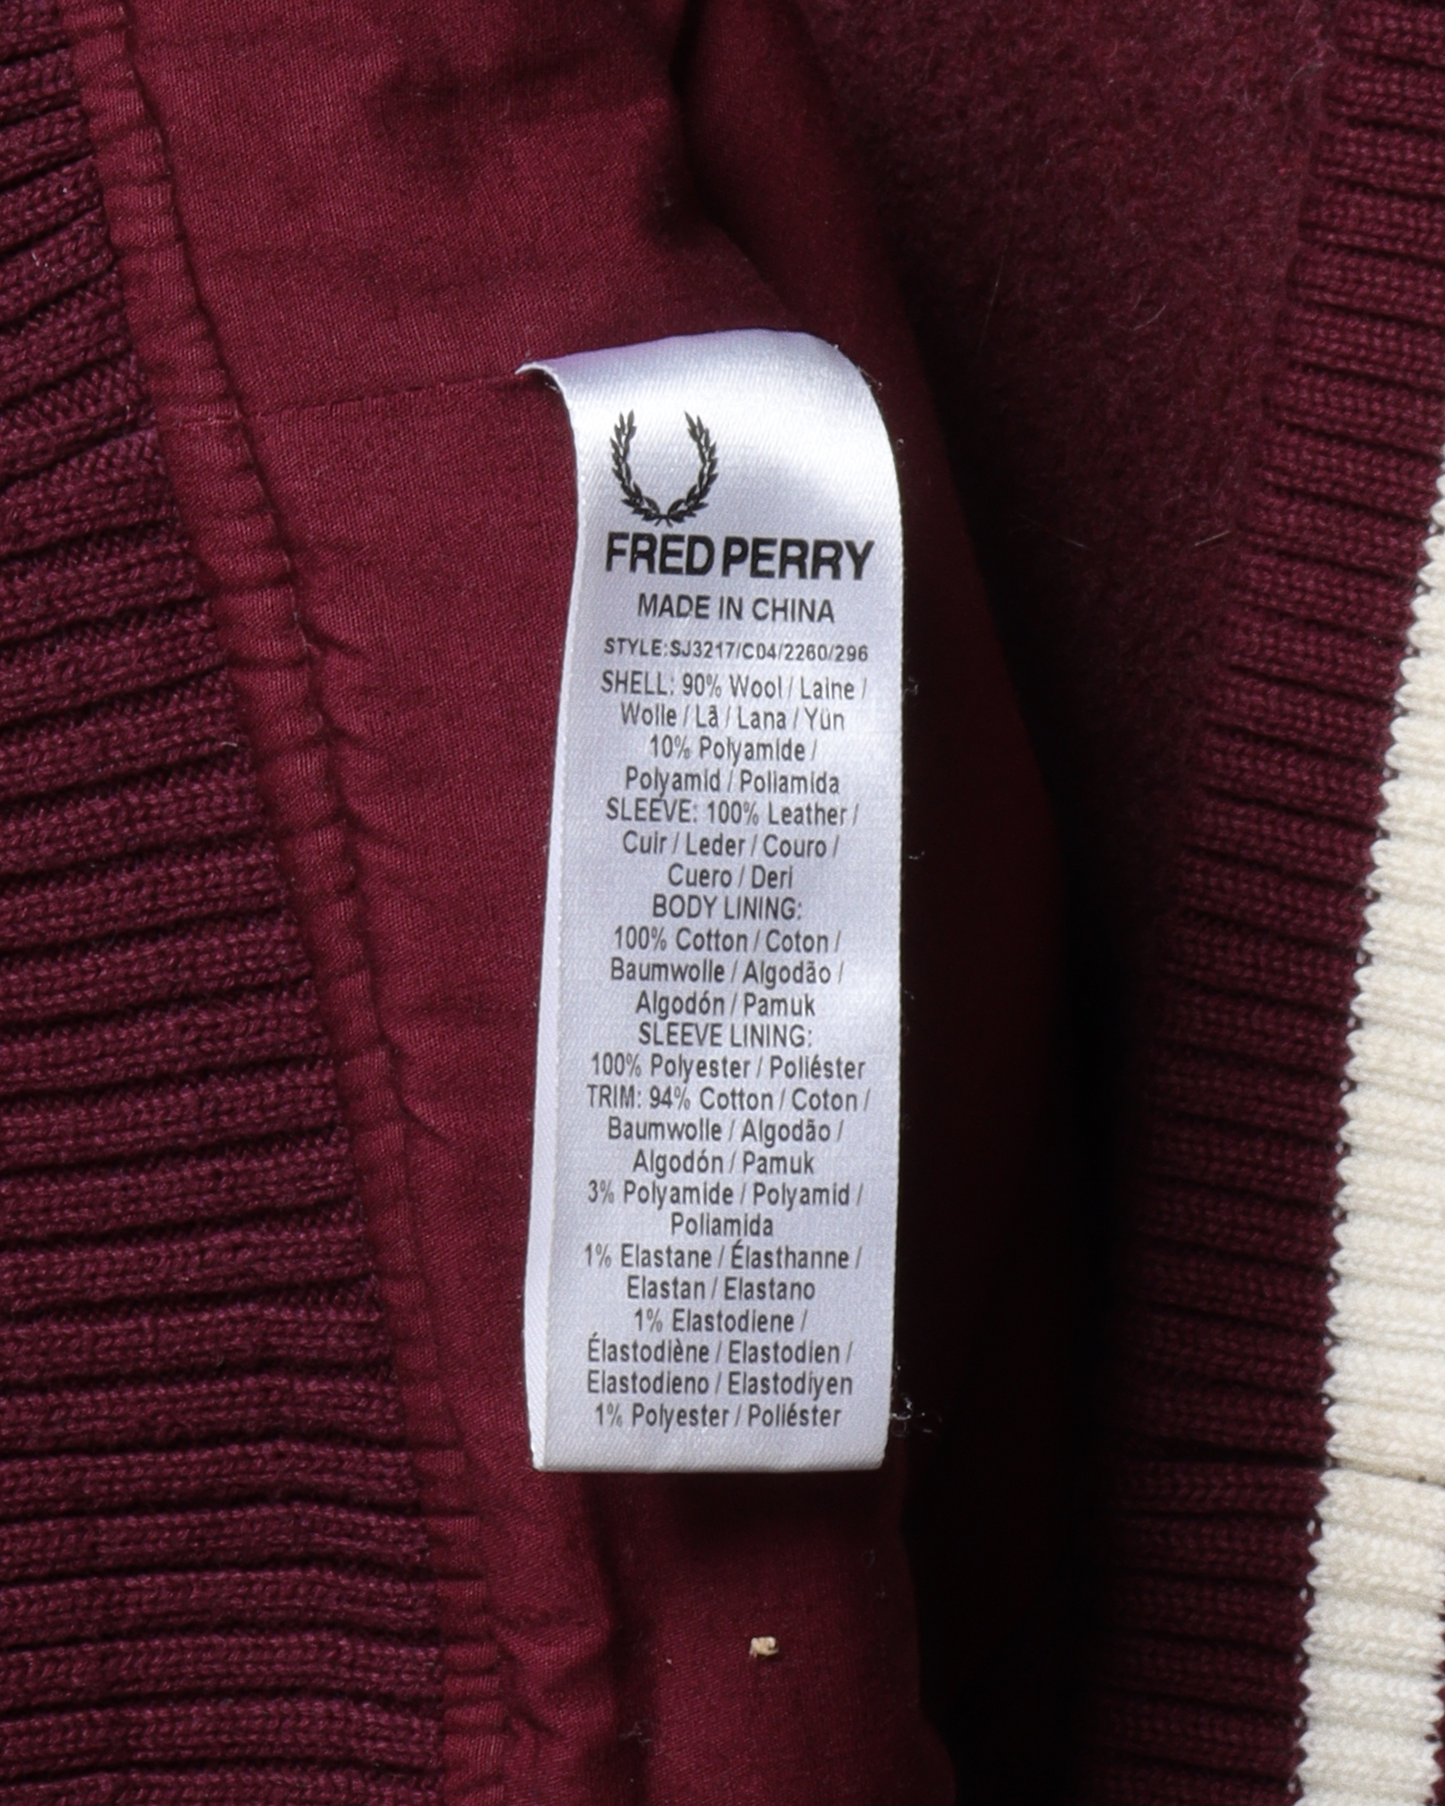 FRED PERRY
MADE IN CHINA
STYLE:SJ3217/C04/2260/296
SHELL: 90% Wool / Laine /
Wolle / Lã / Lana / Yün
10% Polyamide /
Polyamid / Poliamida
SLEEVE: 100% Leather /
Cuir / Leder / Couro /
Cuero / Deri
BODY LINING:
100% Cotton / Coton /
Baumwolle / Algodão /
Algodón / Pamuk
SLEEVE LINING:
100% Polyester / Poliéster
TRIM: 94% Cotton / Coton /
Baumwolle / Algodão /
Algodón / Pamuk
3% Polyamide / Polyamid /
Poliamida
1% Elastane / Élasthanne /
Elastan / Elastano
1% Elastodiene /
Élastodiène / Elastodien /
Elastodieno / Elastodiyen
1% Polyester / Poliéster